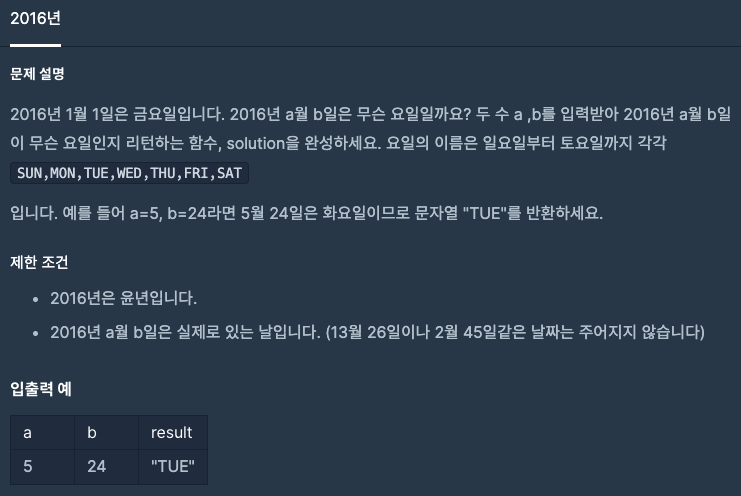 2016년
문제 설명
2016년 1월 1일은 금요일입니다. 2016년 a월 b일은 무슨 요일일까요? 두 수 a ,b를 입력받아 2016년 a월 b일
이 무슨 요일인지 리턴하는 함수, solution을 완성하세요. 요일의 이름은 일요일부터 토요일까지 각각
SUN,MON,TUE,WED,THU,FRI,SAT
입니다. 예를 들어 a=5, b=24라면 5월 24일은 화요일이므로 문자열 "TUE"를 반환하세요.
제한 조건
• 2016년은 윤년입니다.
• 2016년 a월 b일은 실제로 있는 날입니다. (13월 26일이나 2월 45일같은 날짜는 주어지지 않습니다)
입출력 예
a b result
5 24 "TUE"